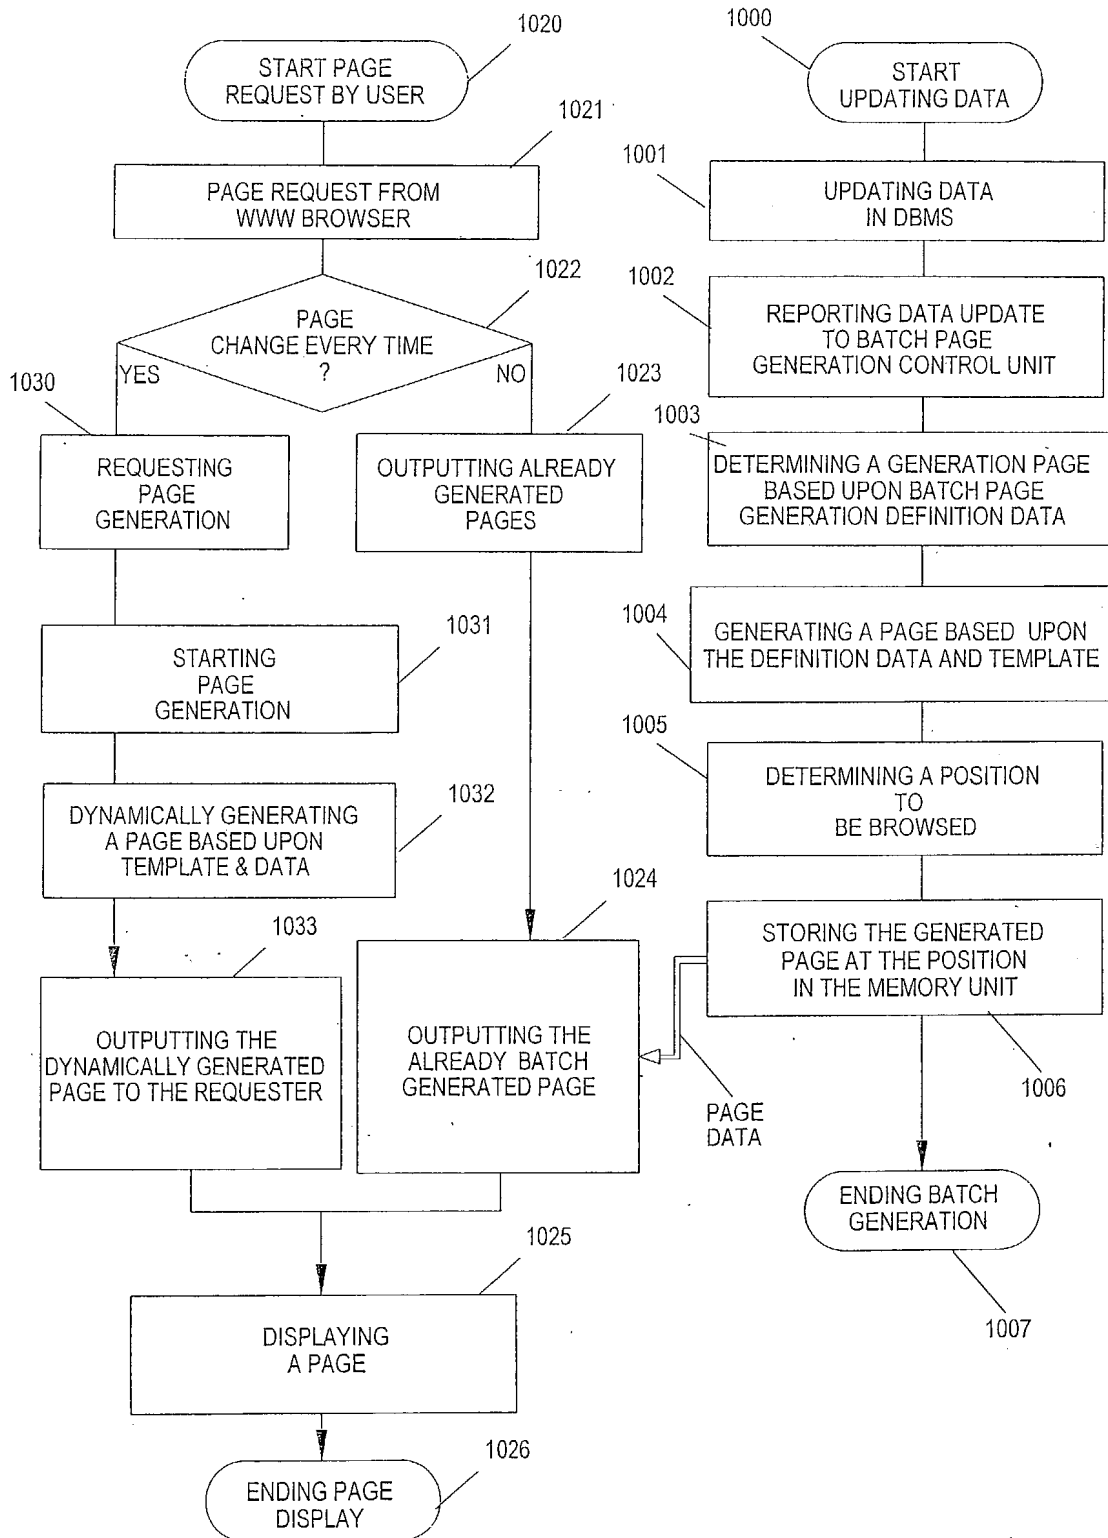 1020
START PAGE
REQUEST BY USER
1021
PAGE REQUEST FROM
WWW BROWSER
1022
PAGE
CHANGE EVERY TIME
?
YES
NO
1030
REQUESTING
PAGE
GENERATION
1023
OUTPUTTING ALREADY
GENERATED
PAGES
1031
STARTING
PAGE
GENERATION
1032
DYNAMICALLY GENERATING
A PAGE BASED UPON
TEMPLATE & DATA
1033
OUTPUTTING THE
DYNAMICALLY GENERATED
PAGE TO THE REQUESTER
1024
OUTPUTTING THE
ALREADY BATCH
GENERATED PAGE
1025
DISPLAYING
A PAGE
1026
ENDING PAGE
DISPLAY
1000
START
UPDATING DATA
1001
UPDATING DATA
IN DBMS
1002
REPORTING DATA UPDATE
TO BATCH PAGE
GENERATION CONTROL UNIT
1003
DETERMINING A GENERATION PAGE
BASED UPON BATCH PAGE
GENERATION DEFINITION DATA
1004
GENERATING A PAGE BASED UPON
THE DEFINITION DATA AND TEMPLATE
1005
DETERMINING A POSITION
TO
BE BROWSED
STORING THE GENERATED
PAGE AT THE POSITION
IN THE MEMORY UNIT
1006
PAGE
DATA
ENDING BATCH
GENERATION
1007